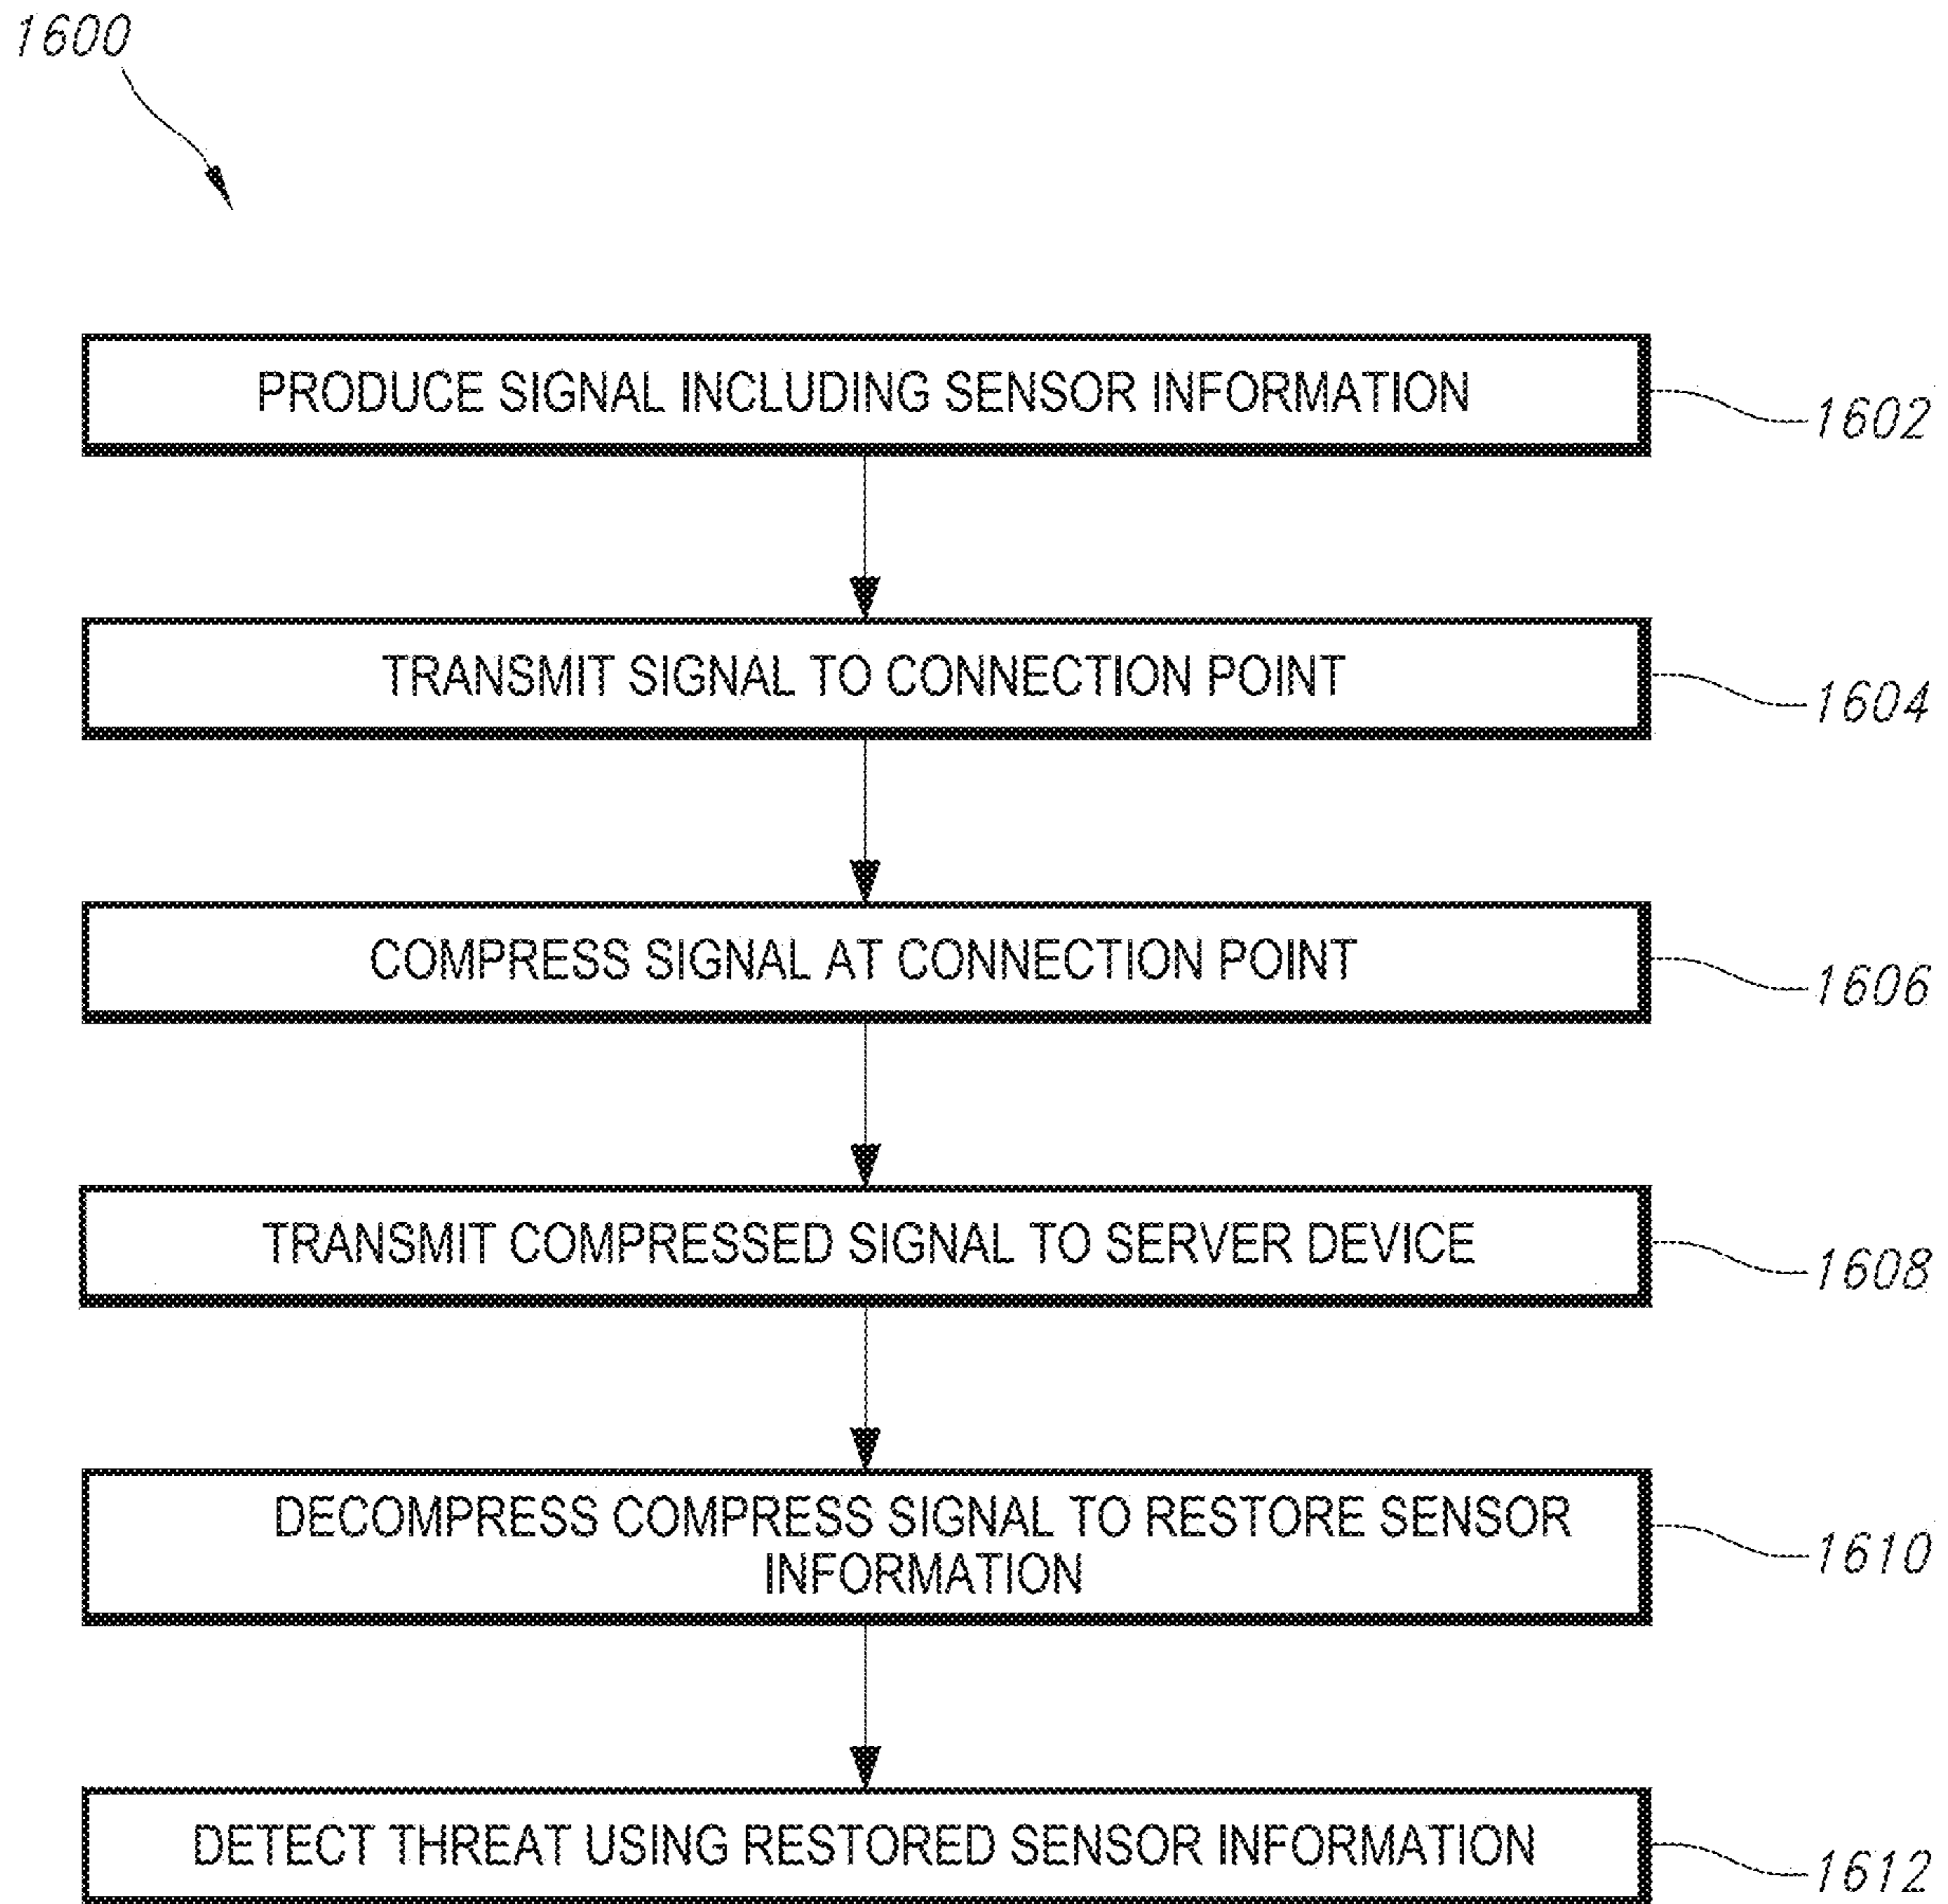 1600
PRODUCE SIGNAL INCLUDING SENSOR INFORMATION
1602
TRANSMIT SIGNAL TO CONNECTION POINT
1604
COMPRESS SIGNAL AT CONNECTION POINT
1606
TRANSMIT COMPRESSED SIGNAL TO SERVER DEVICE
1608
DECOMPRESS COMPRESS SIGNAL TO RESTORE SENSOR
INFORMATION
1610
DETECT THREAT USING RESTORED SENSOR INFORMATION
1612